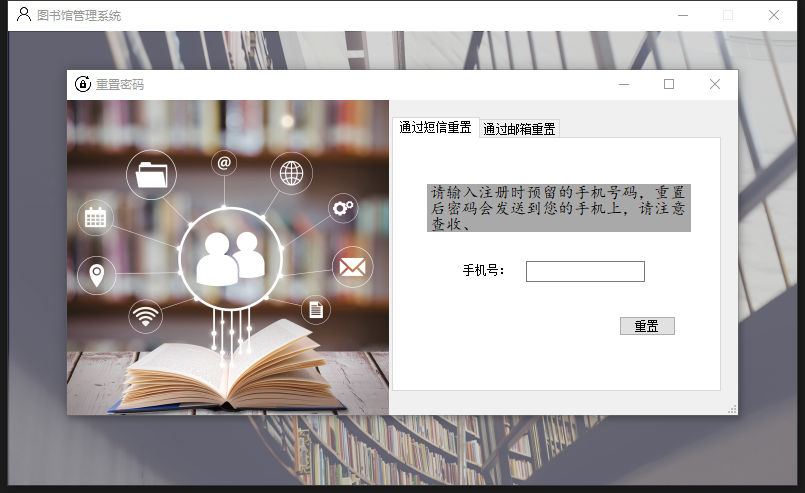 图书馆管理系统
重置密码
通过短信重置
通过邮箱重置
@
请输入注册时预留的手机号码，重置
后密码会发送到您的手机上，请注意
查收、
手机号：
重置